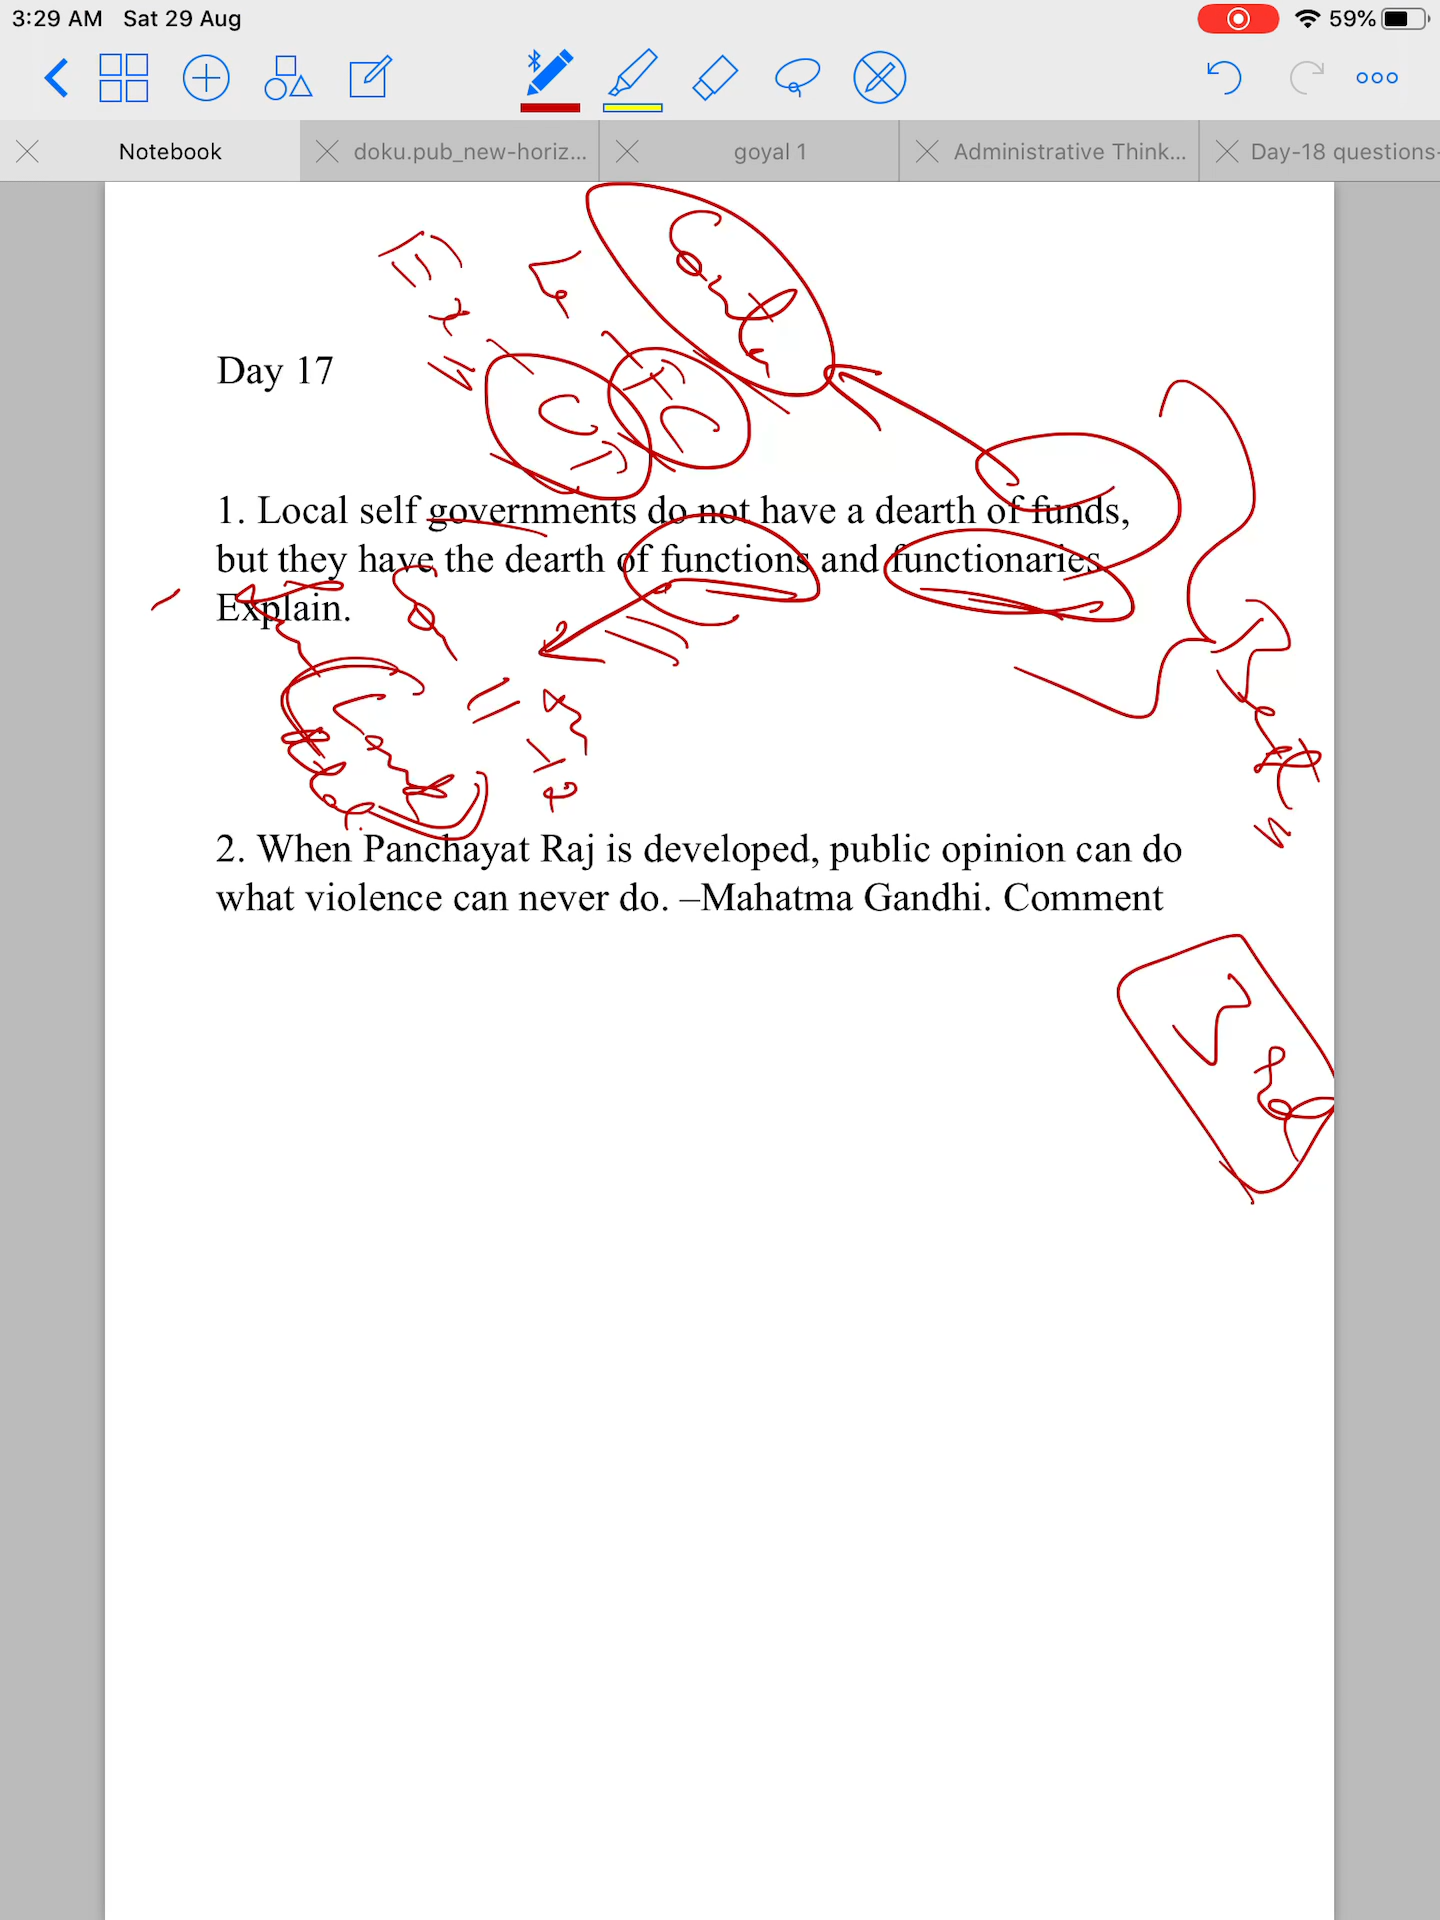 3:29 AM Sat 29 Aug 59%
Notebook doku.pub_new-horiz... goyal 1 Administrative Think... Day-18 questions-
Day 17
1. Local self governments do not have a dearth of funds,
but they have the dearth of functions and functionaries.
Explain.
2. When Panchayat Raj is developed, public opinion can do
what violence can never do. –Mahatma Gandhi. Comment